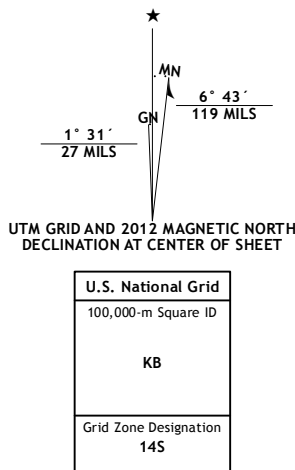 ★
MN
GN
6° 43´
119 MILS
1° 31´
27 MILS
UTM GRID AND 2012 MAGNETIC NORTH
DECLINATION AT CENTER OF SHEET
U.S. National Grid
100,000-m Square ID
KB
Grid Zone Designation
14S